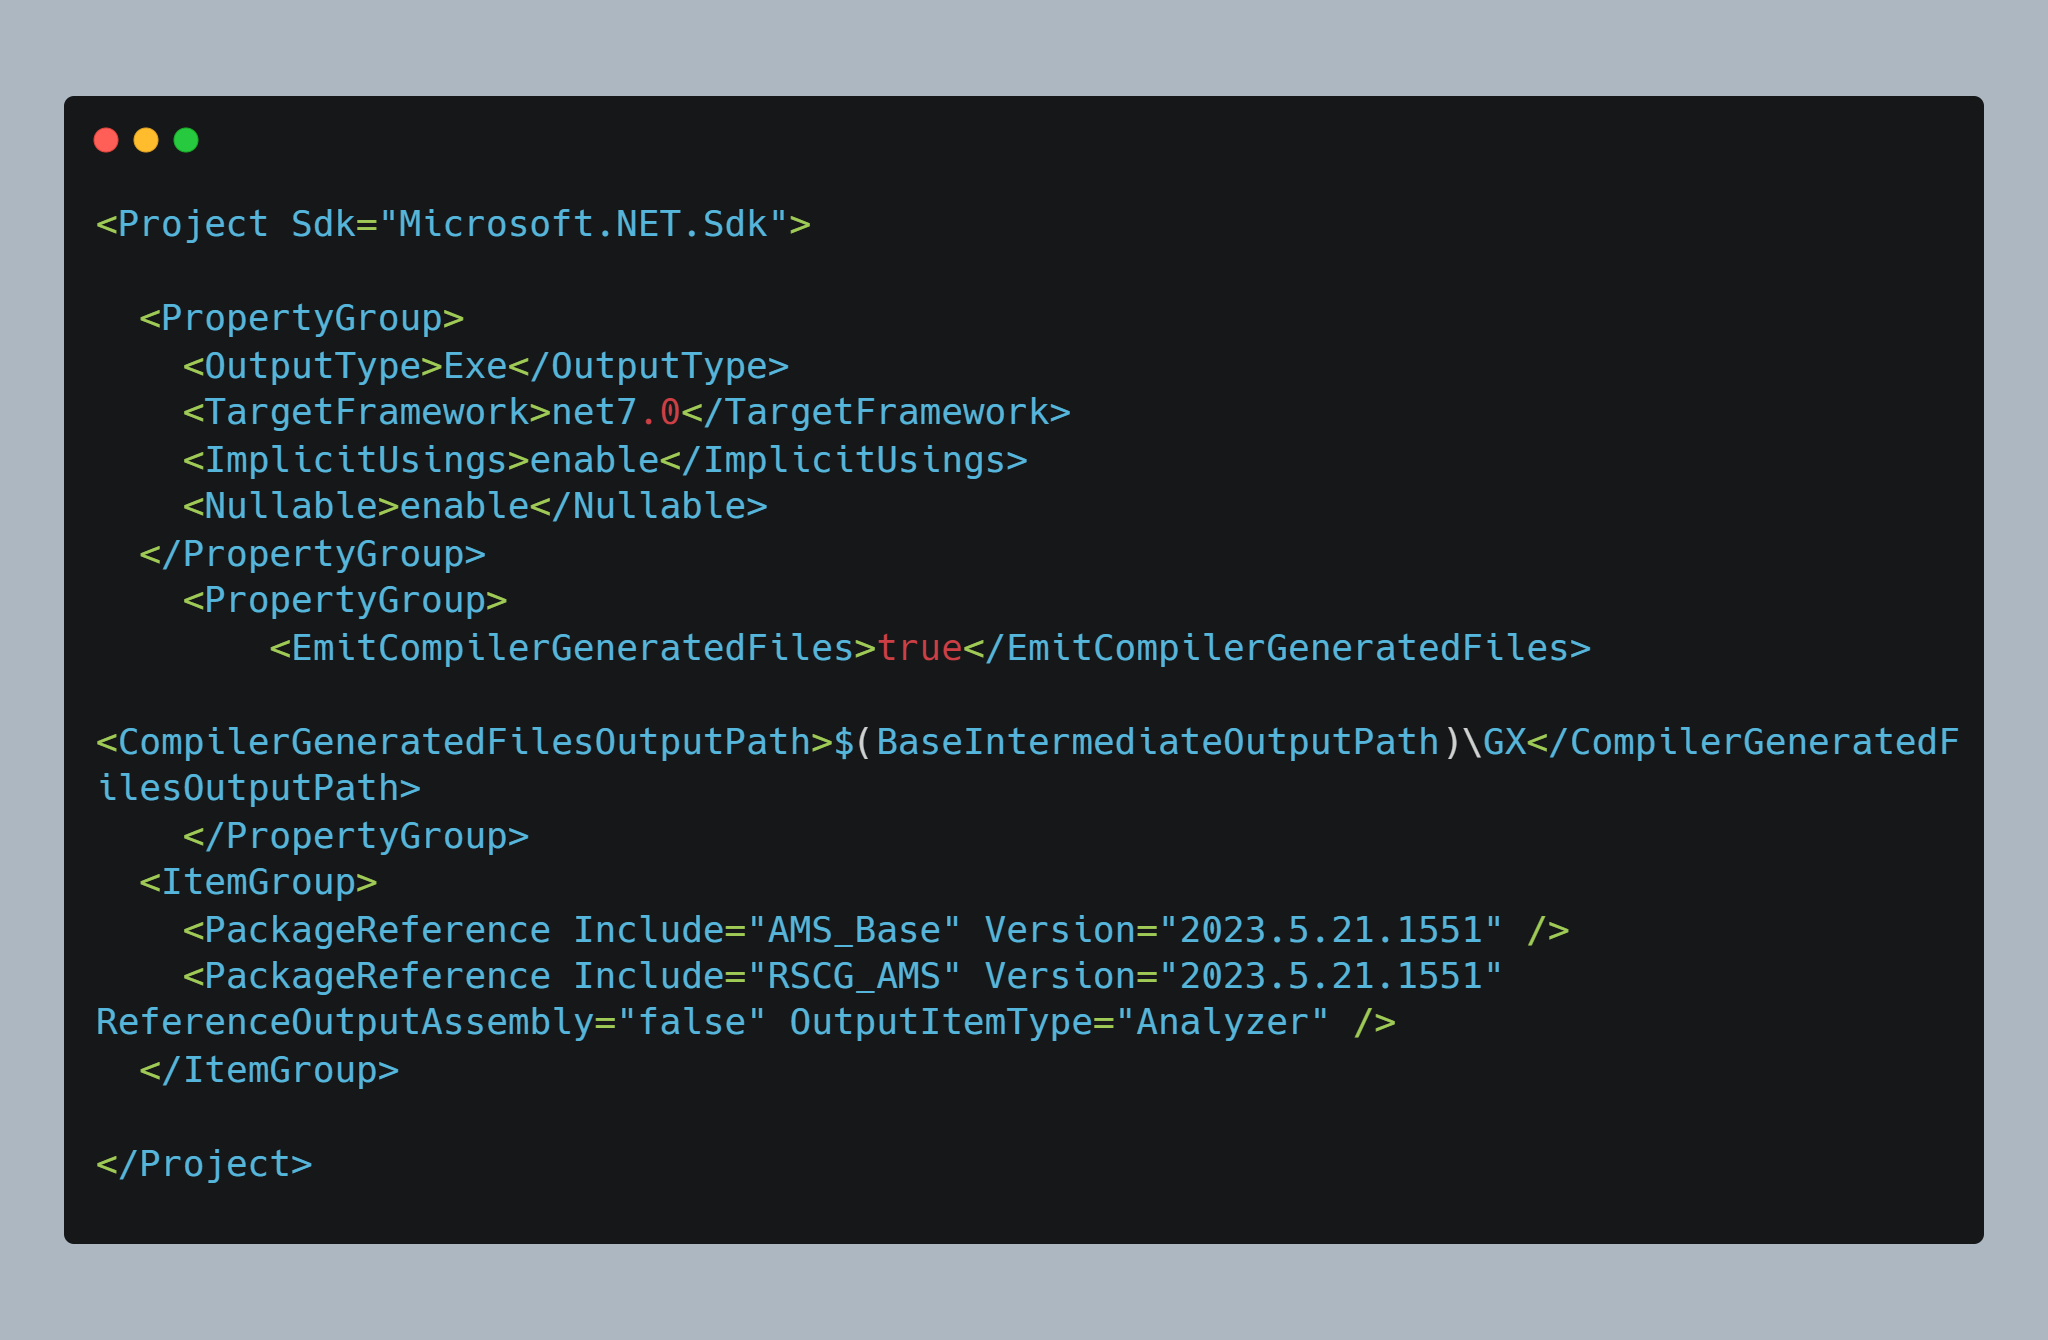 <Project Sdk="Microsoft.NET.Sdk">

  <PropertyGroup>
    <OutputType>Exe</OutputType>
    <TargetFramework>net7.0</TargetFramework>
    <ImplicitUsings>enable</ImplicitUsings>
    <Nullable>enable</Nullable>
  </PropertyGroup>
    <PropertyGroup>
        <EmitCompilerGeneratedFiles>true</EmitCompilerGeneratedFiles>

<CompilerGeneratedFilesOutputPath>$(BaseIntermediateOutputPath)\GX</CompilerGeneratedF
ilesOutputPath>
    </PropertyGroup>
  <ItemGroup>
    <PackageReference Include="AMS_Base" Version="2023.5.21.1551" />
    <PackageReference Include="RSCG_AMS" Version="2023.5.21.1551"
ReferenceOutputAssembly="false" OutputItemType="Analyzer" />
  </ItemGroup>

</Project>